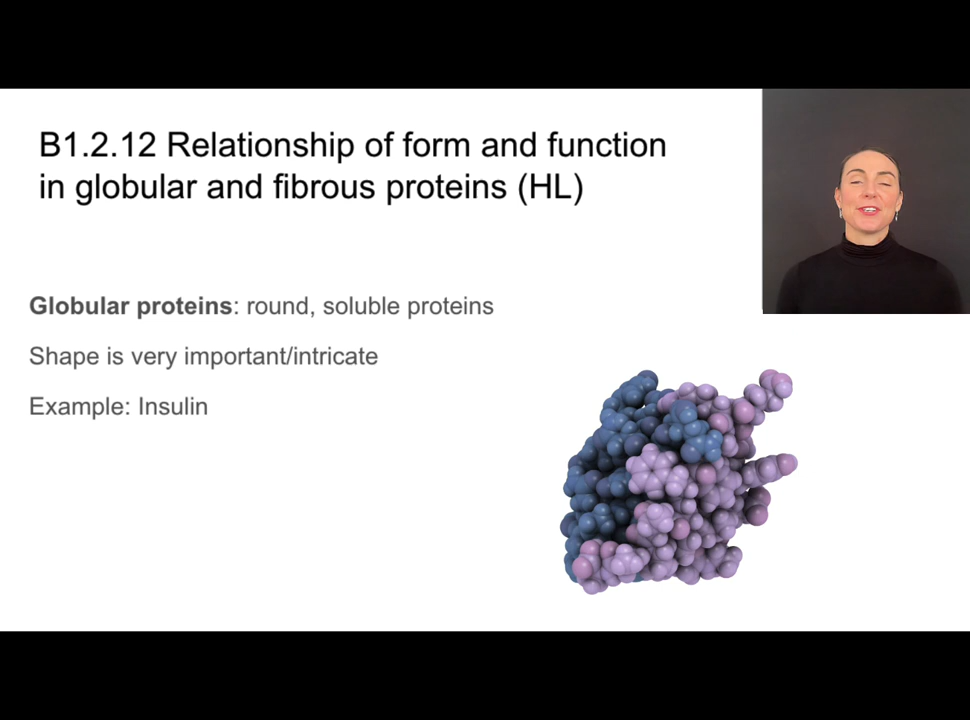 B1.2.12 Relationship of form and function
in globular and fibrous proteins (HL)
Globular proteins: round, soluble proteins
Shape is very important/intricate
Example: Insulin